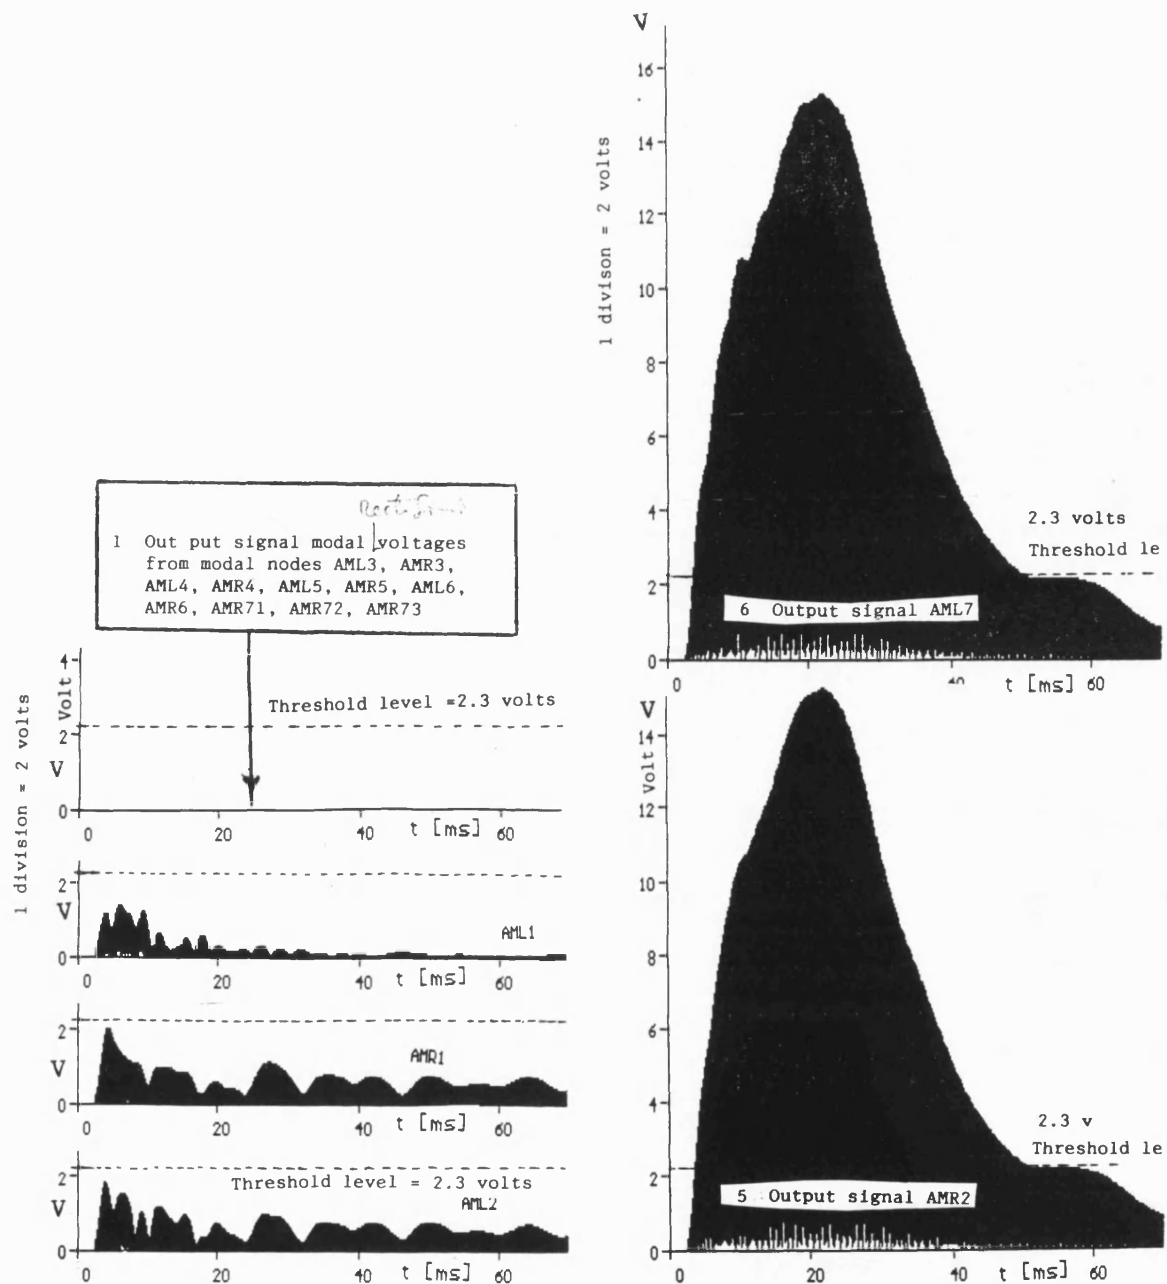 1 division = 2 volts
Rectified
1 Out put signal modal voltages
from modal nodes AML3, AMR3,
AML4, AMR4, AML5, AMR5, AML6,
AMR6, AMR71, AMR72, AMR73
4
Volt
Threshold level =2.3 volts
2
V
0
0 20 40 t [ms] 60
2
V
AML1
0
0 20 40 t [ms] 60
2
V
AMR1
0
0 20 40 t [ms] 60
2
Threshold level = 2.3 volts
V
AML2
0
0 20 40 t [ms] 60
V
1 divison = 2 volts
16
14
12
10
8
6
4
2.3 volts
Threshold le
2
6 Output signal AML7
0
0 20 40 t [ms] 60
V
Volt
14
12
10
8
6
4
2.3 v
Threshold le
2
5 Output signal AMR2
0
0 20 40 t [ms] 60